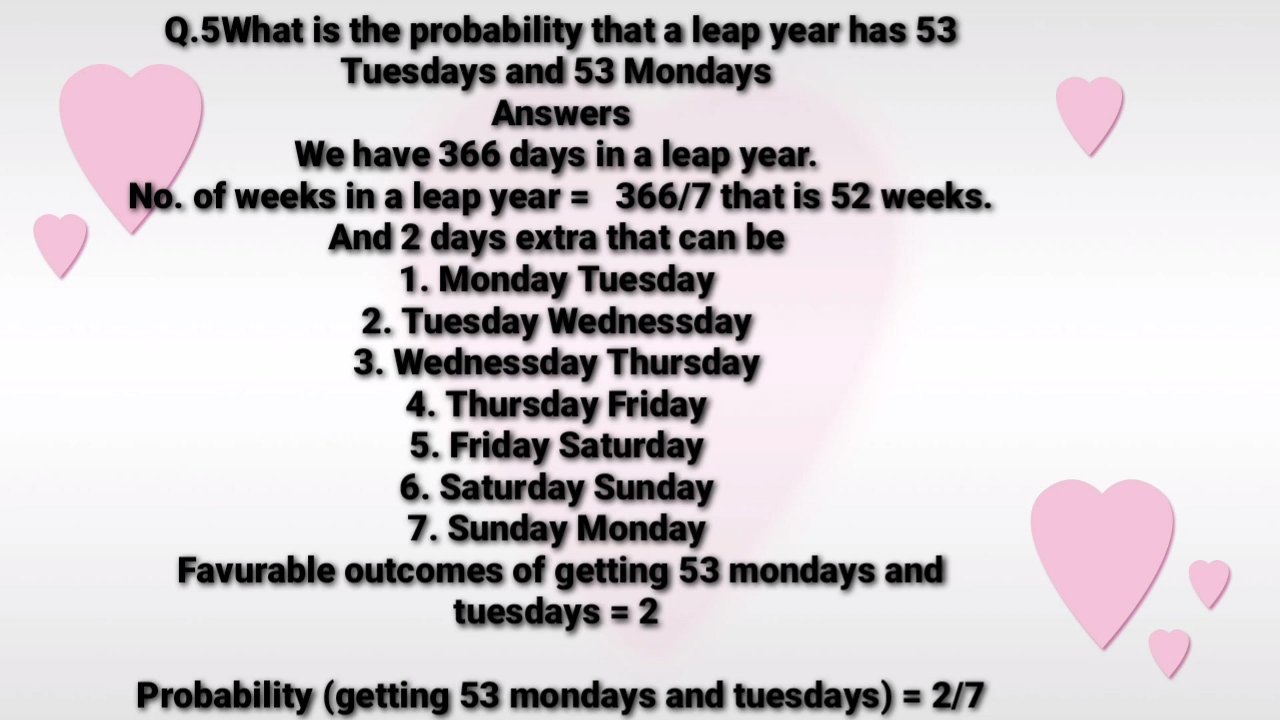 Q.5What is the probability that a leap year has 53
Tuesdays and 53 Mondays
Answers
We have 366 days in a leap year.
No. of weeks in a leap year = 366/7 that is 52 weeks.
And 2 days extra that can be
1. Monday Tuesday
2. Tuesday Wednessday
3. Wednessday Thursday
4. Thursday Friday
5. Friday Saturday
6. Saturday Sunday
7. Sunday Monday
Favurable outcomes of getting 53 mondays and
tuesdays = 2
Probability (getting 53 mondays and tuesdays) = 2/7